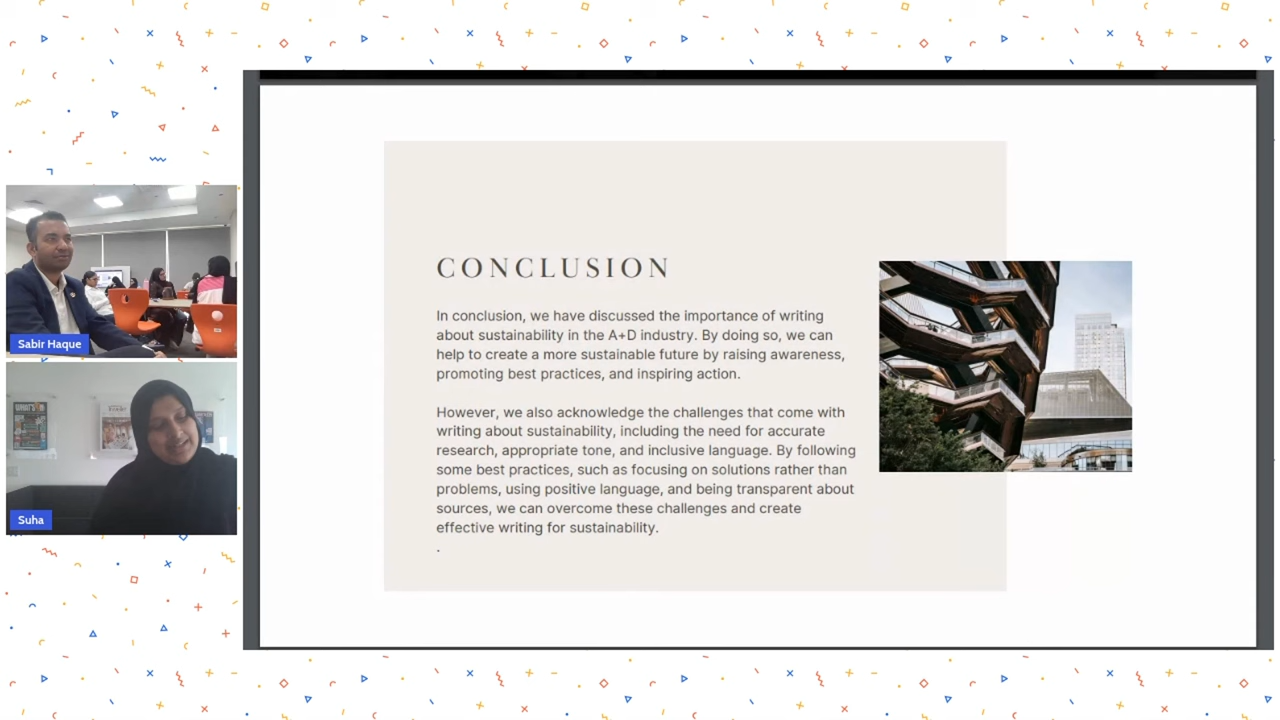 Sabir Haque
Suha
CONCLUSION
In conclusion, we have discussed the importance of writing
about sustainability in the A+D industry. By doing so, we can
help to create a more sustainable future by raising awareness,
promoting best practices, and inspiring action.
However, we also acknowledge the challenges that come with
writing about sustainability, including the need for accurate
research, appropriate tone, and inclusive language. By following
some best practices, such as focusing on solutions rather than
problems, using positive language, and being transparent about
sources, we can overcome these challenges and create
effective writing for sustainability.
.